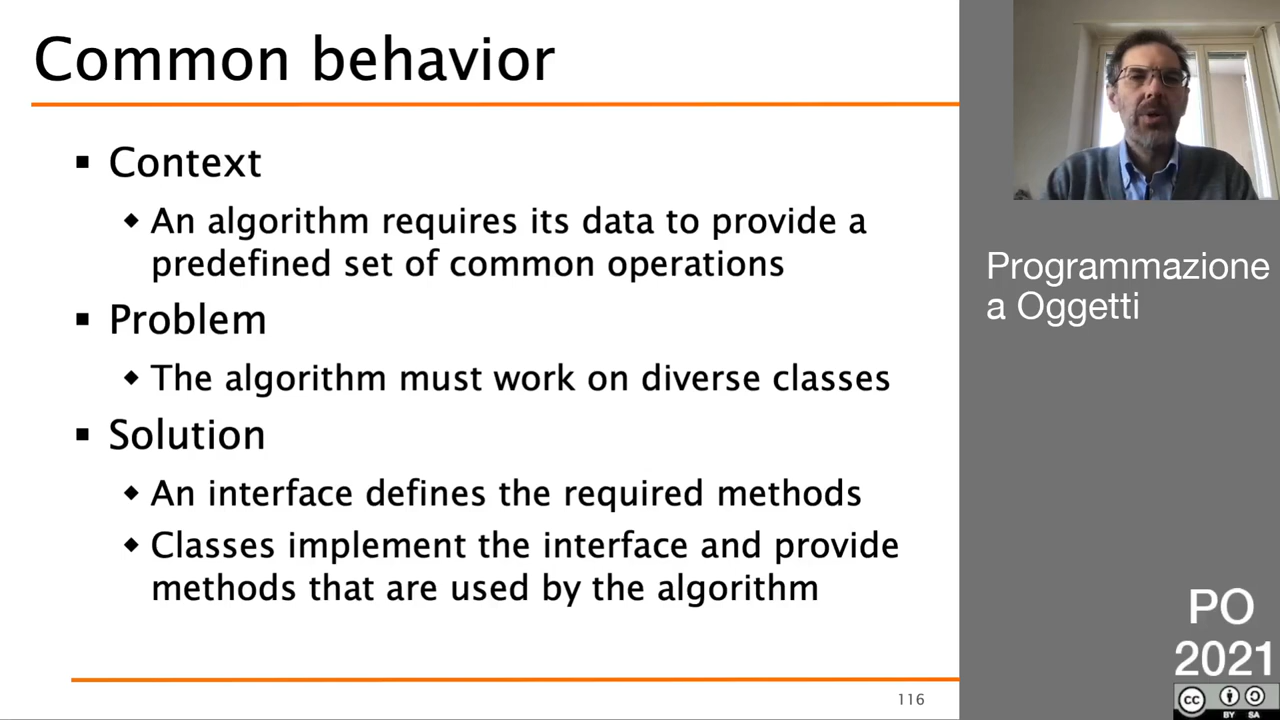 Common behavior
▪ Context
◆ An algorithm requires its data to provide a
predefined set of common operations
▪ Problem
◆ The algorithm must work on diverse classes
▪ Solution
◆ An interface defines the required methods
◆ Classes implement the interface and provide
methods that are used by the algorithm
116
Programmazione
a Oggetti
PO
2021
cc
BY SA